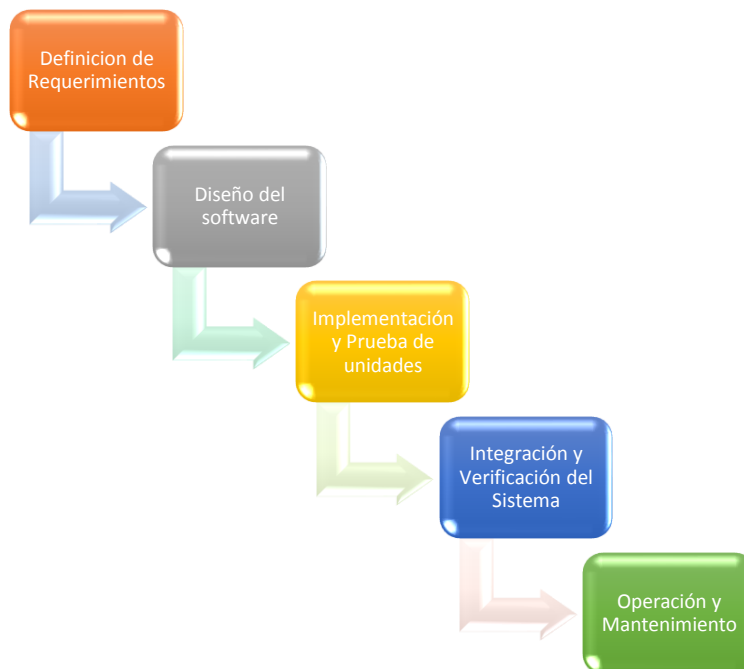 Definicion de
Requerimientos
Diseño del
software
Implementación
y Prueba de
unidades
Integración y
Verificación del
Sistema
Operación y
Mantenimiento